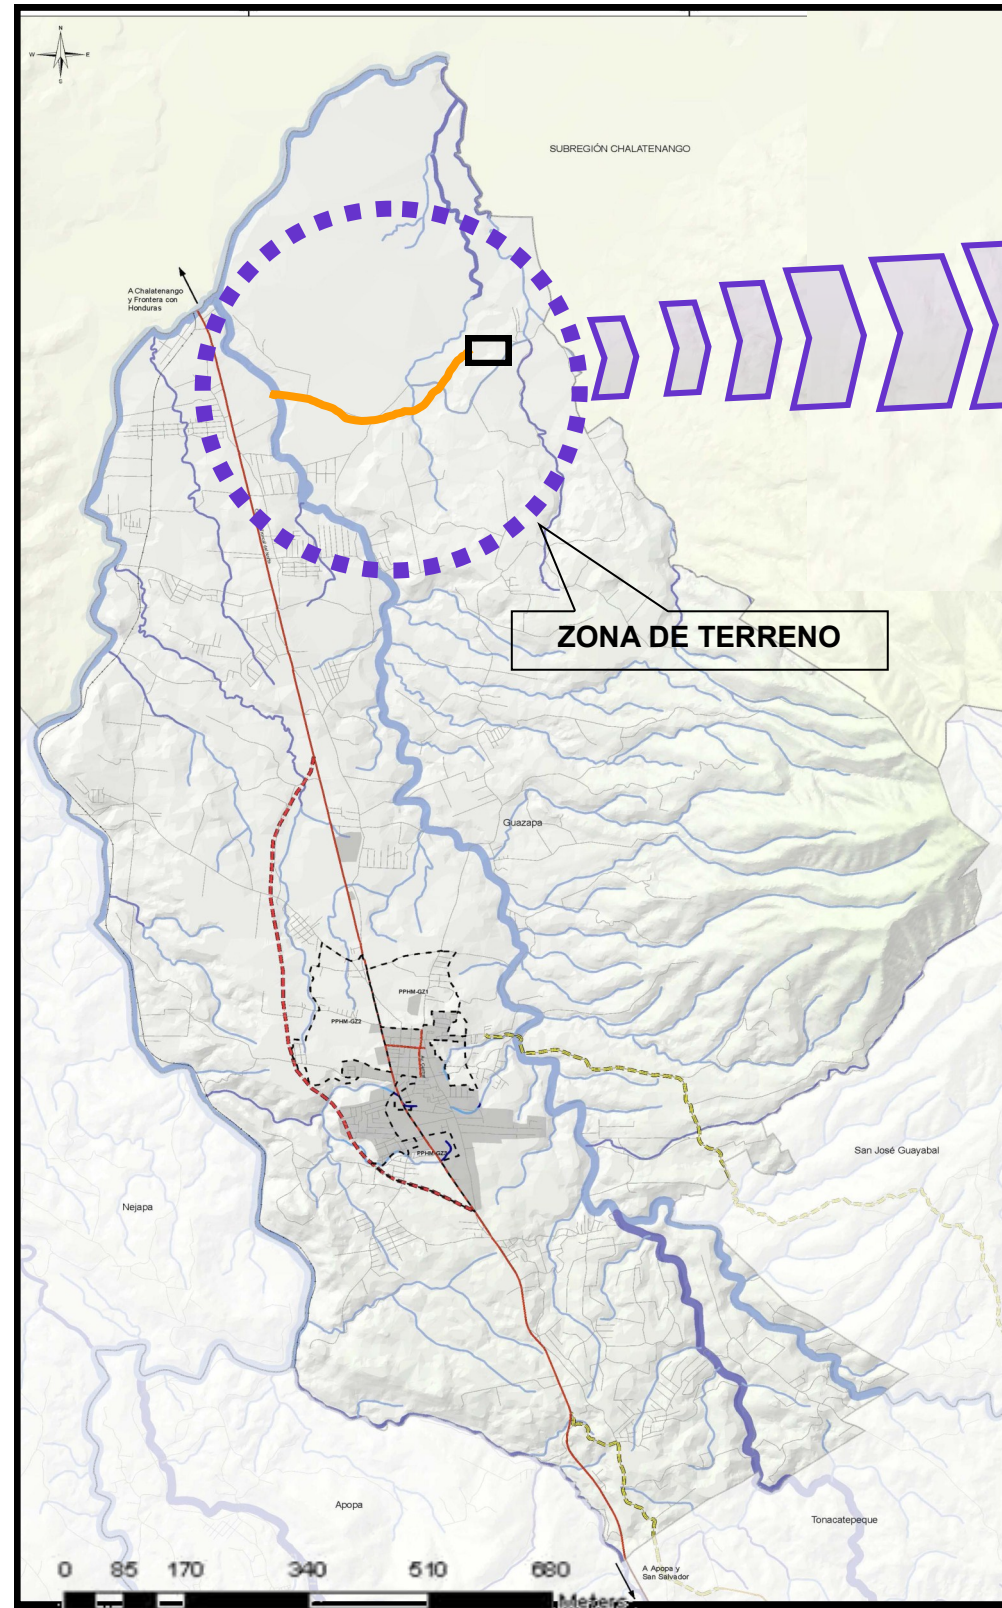 N
W E
S
SUBREGIÓN CHALATENANGO
A Chalatenango
y Frontera con
Honduras
ZONA DE TERRENO
Guazapa
PPHM-GZ1
PPHM-GZ2
PPHM-GZ3
San José Guayabal
Nejapa
Apopa
Tonacatepeque
A Apopa y
San Salvador
0 85 170 340 510 680
Meters